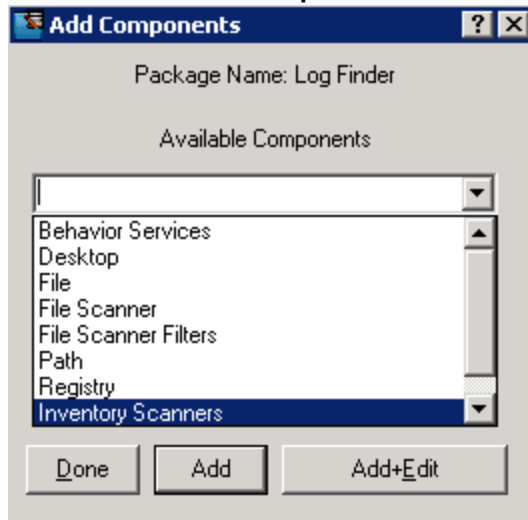 Add Components
Package Name: Log Finder
Available Components
Behavior Services
Desktop
File
File Scanner
File Scanner Filters
Path
Registry
Inventory Scanners
Done Add Add+Edit